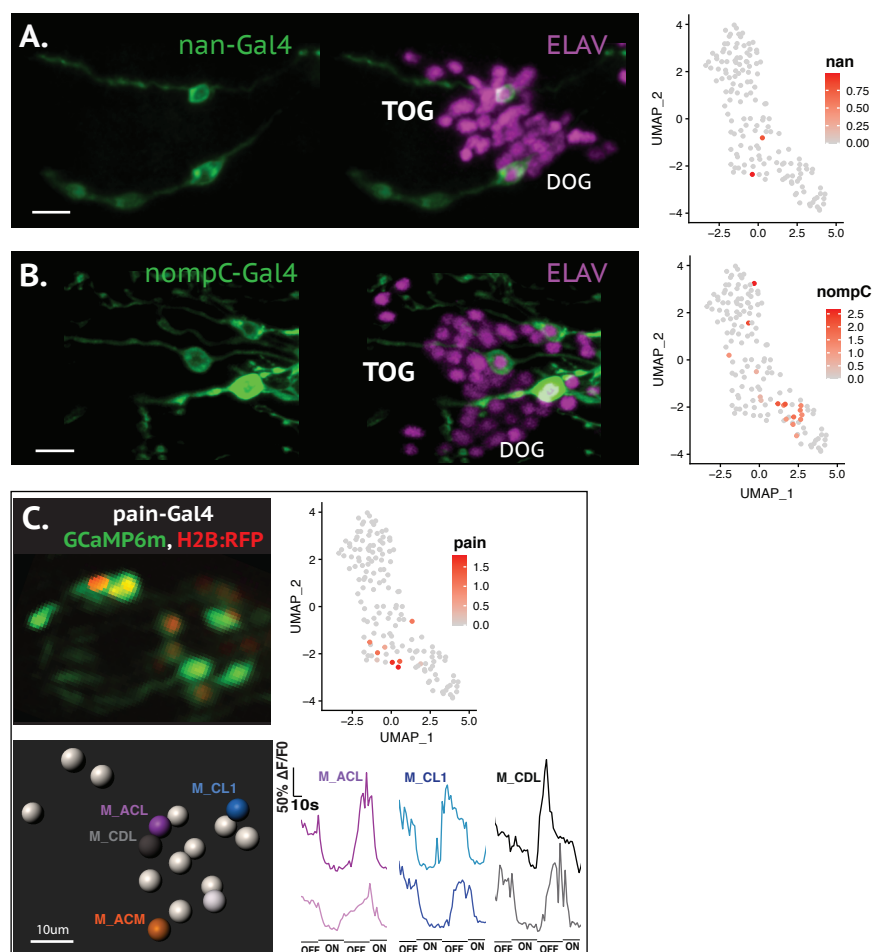 A.
nan-Gal4
ELAV
TOG
DOG
4
2
0
−2
−4
UMAP_2
−2.5 0.0 2.5 5.0
nan
0.75
0.50
0.25
0.00
B.
nompC-Gal4
ELAV
TOG
DOG
4
2
0
−2
−4
UMAP_2
−2.5 0.0 2.5 5.0
UMAP_1
nompC
2.5
2.0
1.5
1.0
0.5
0.0
C.
pain-Gal4
GCaMP6m, H2B:RFP
4
2
0
−2
−4
UMAP_2
−2.5 0.0 2.5 5.0
UMAP_1
pain
1.5
1.0
0.5
0.0
M_CL1
M_ACL
M_CDL
M_ACM
10um
50% ΔF/F0
10s
M_ACL
M_CL1
M_CDL
OFF ON OFF ON
OFF ON OFF ON
OFF ON OFF ON